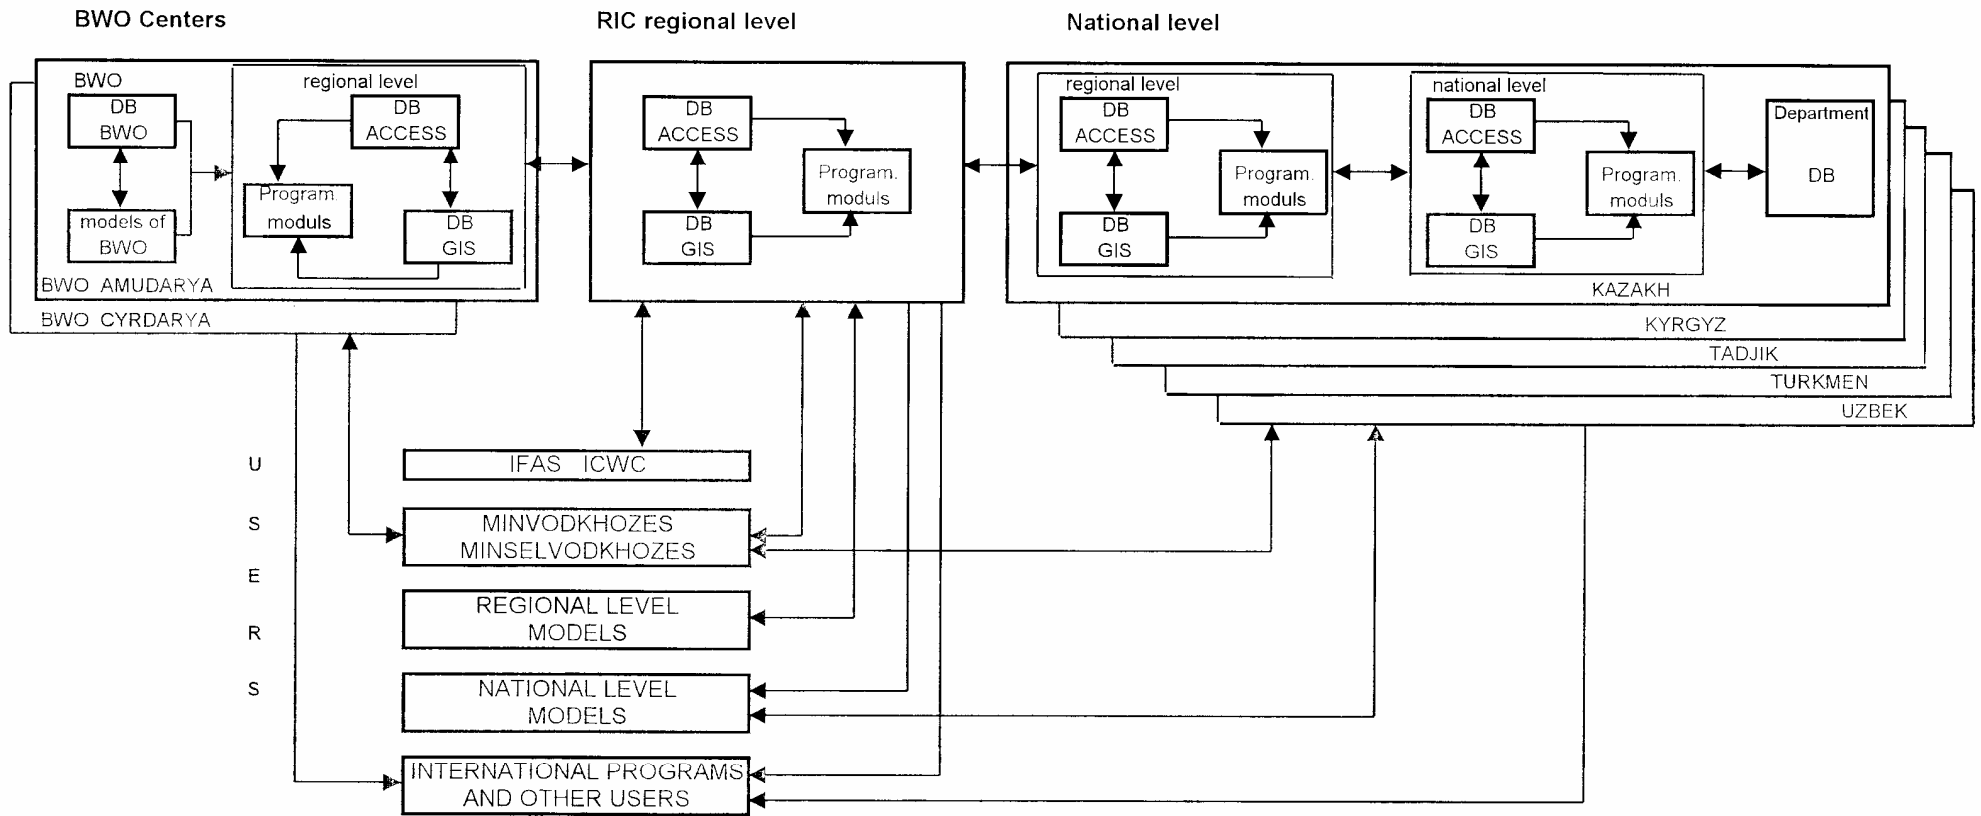 BWO Centers
RIC regional level
National level
BWO
DB
BWO
models of
BWO
regional level
DB
ACCESS
Program.
moduls
DB
GIS
BWO AMUDARYA
BWO CYRDARYA
DB
ACCESS
Program.
moduls
DB
GIS
regional level
DB
ACCESS
Program.
moduls
DB
GIS
national level
DB
ACCESS
Program.
moduls
DB
GIS
Department
DB
KAZAKH
KYRGYZ
TADJIK
TURKMEN
UZBEK
U
S
E
R
S
IFAS ICWC
MINVODKHOZES
MINSELVODKHOZES
REGIONAL LEVEL
MODELS
NATIONAL LEVEL
MODELS
INTERNATIONAL PROGRAMS
AND OTHER USERS